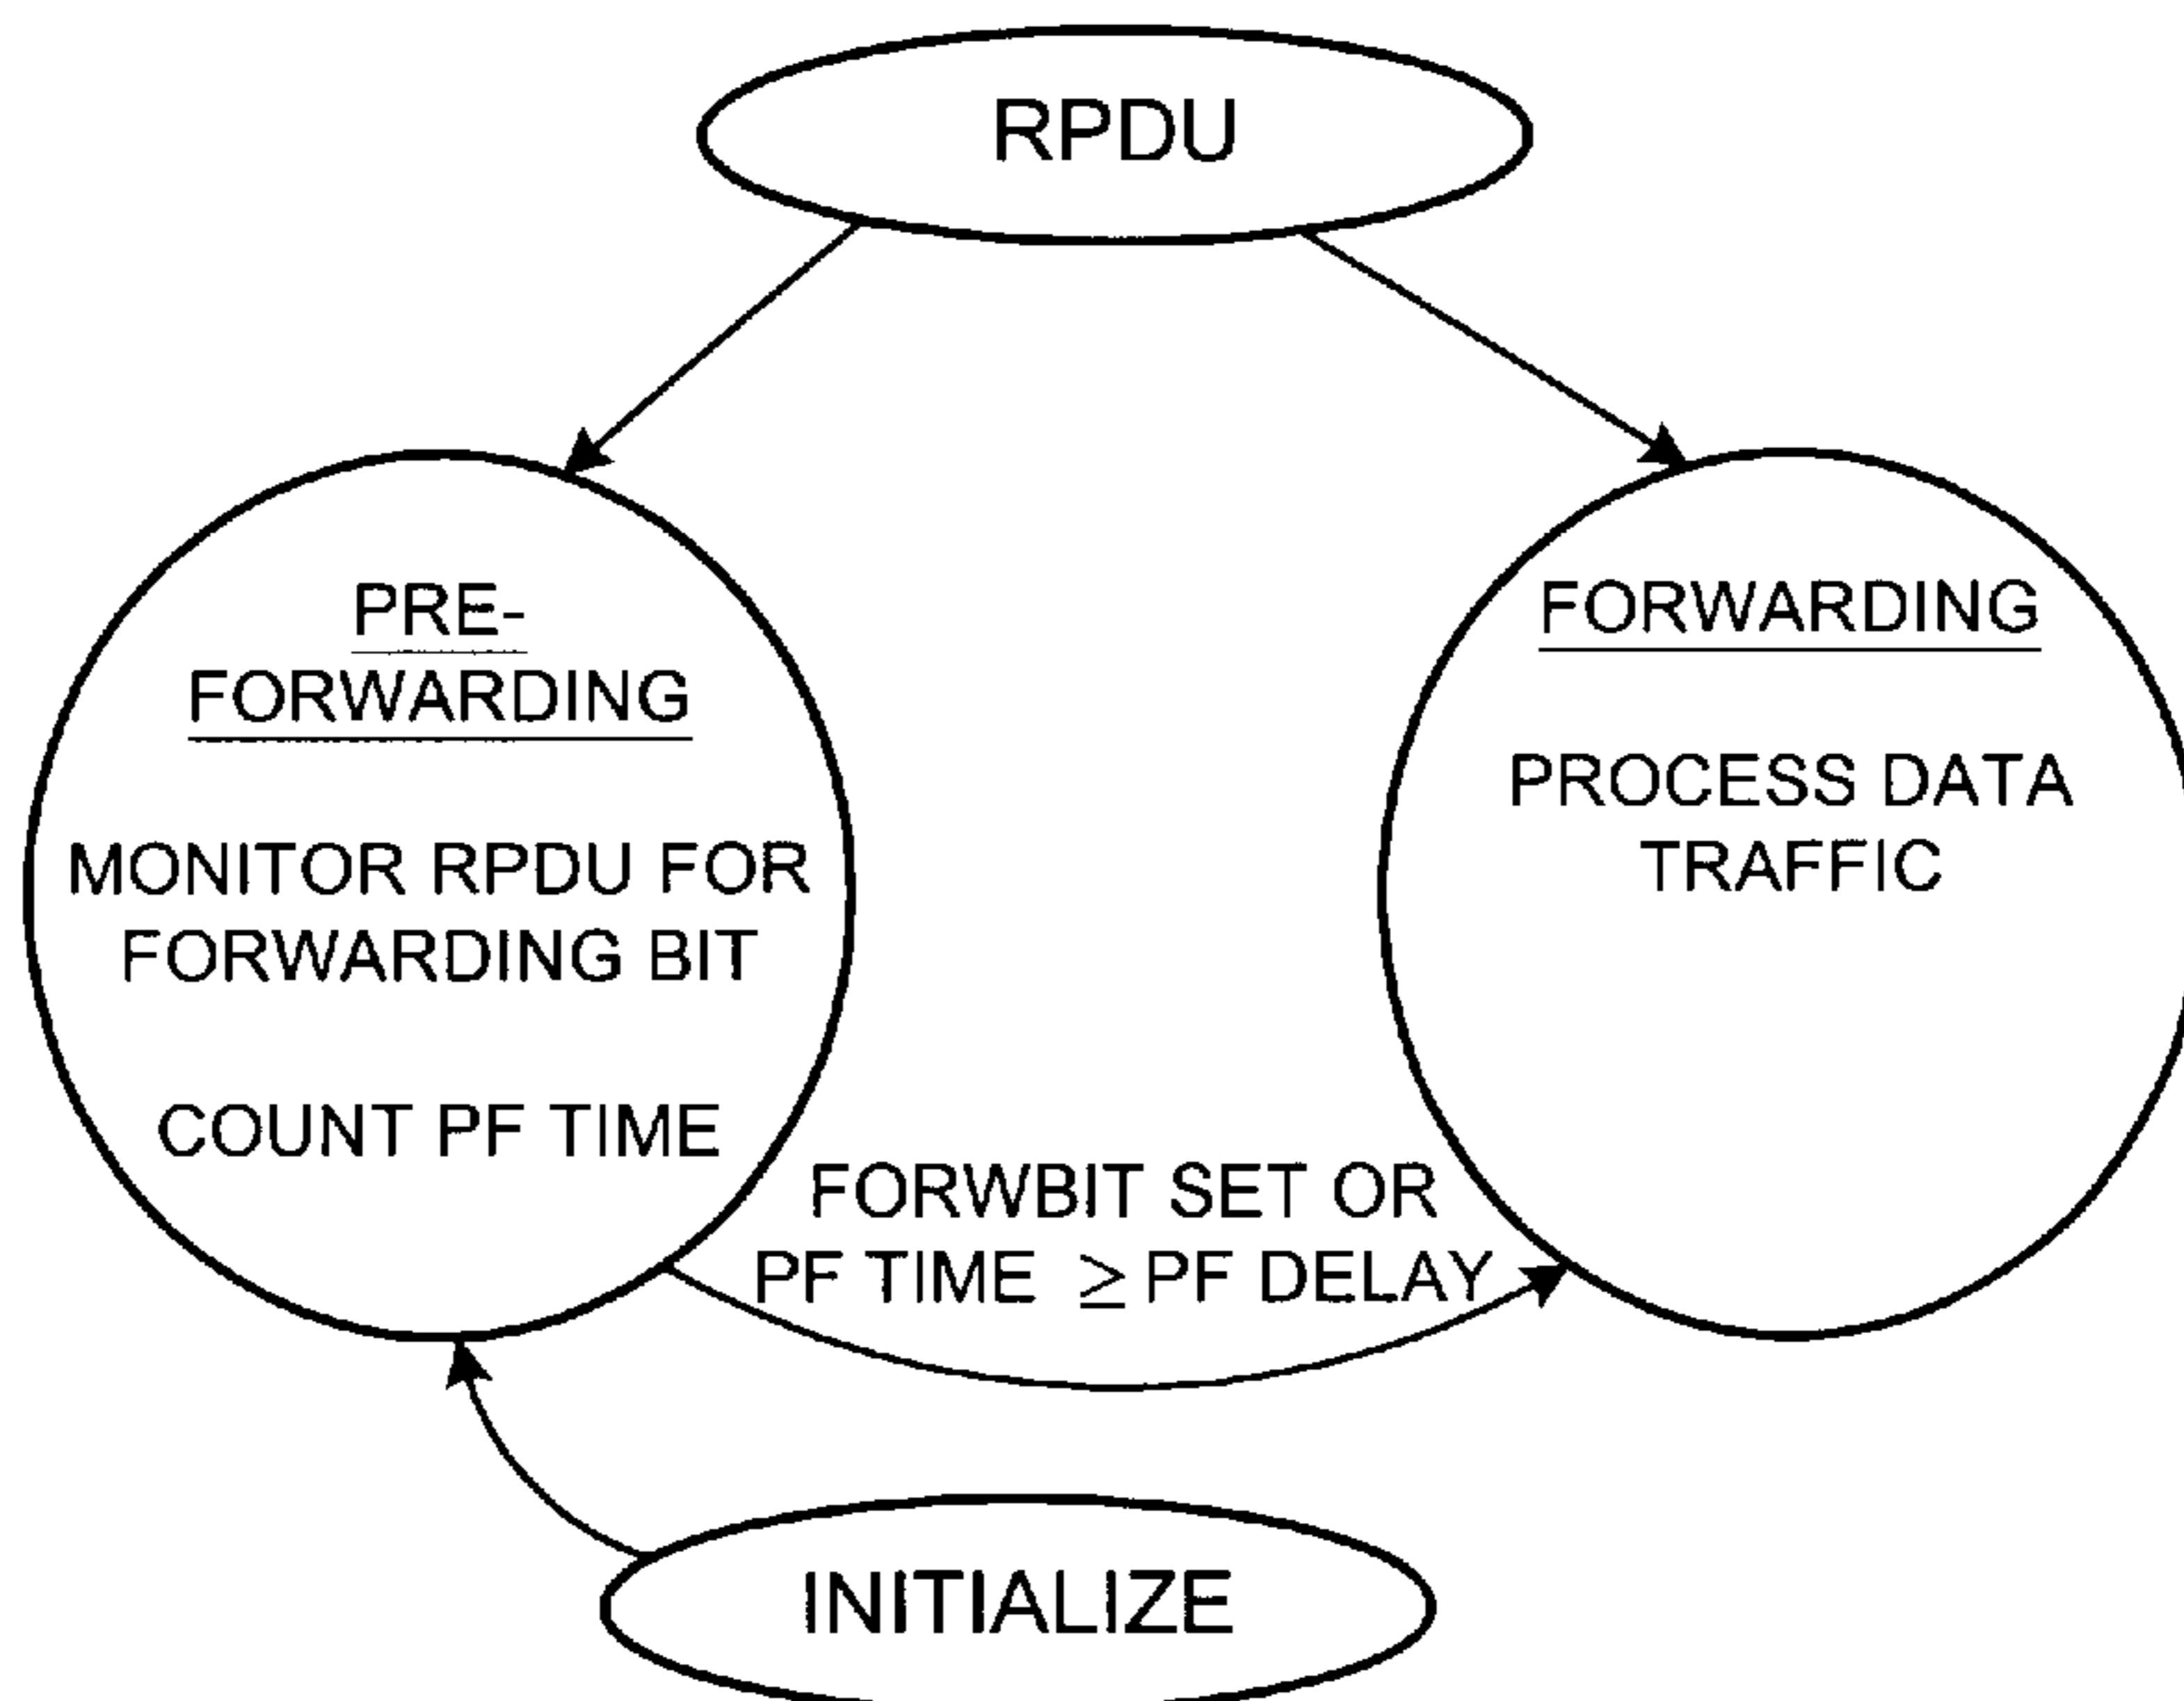 RPDU
PRE-
FORWARDING
MONITOR RPDU FOR
FORWARDING BIT
COUNT PF TIME
FORWARDING
PROCESS DATA
TRAFFIC
FORWBIT SET OR
PF TIME ≥ PF DELAY
INITIALIZE